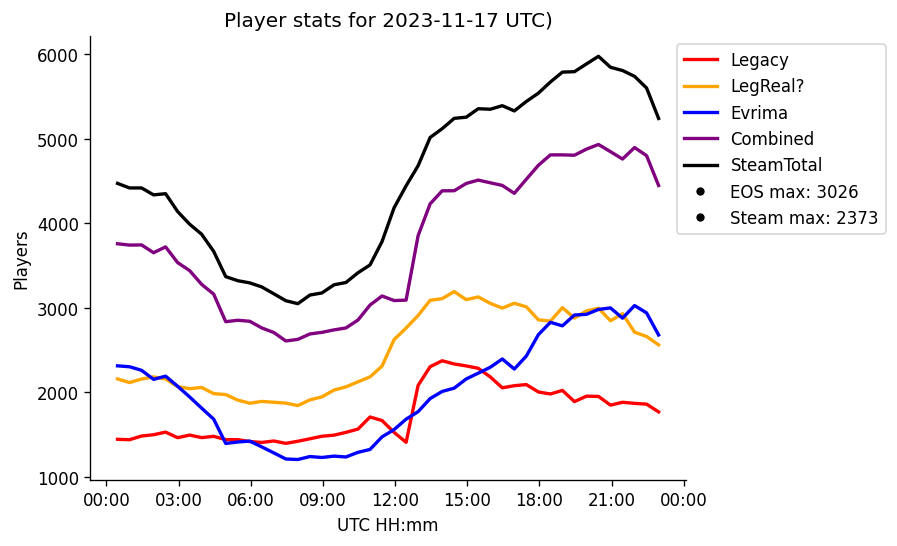 Player stats for 2023-11-17 UTC)
Players
6000
5000
4000
3000
2000
1000
00:00 03:00 06:00 09:00 12:00 15:00 18:00 21:00 00:00
UTC HH:mm
Legacy
LegReal?
Evrima
Combined
SteamTotal
EOS max: 3026
Steam max: 2373